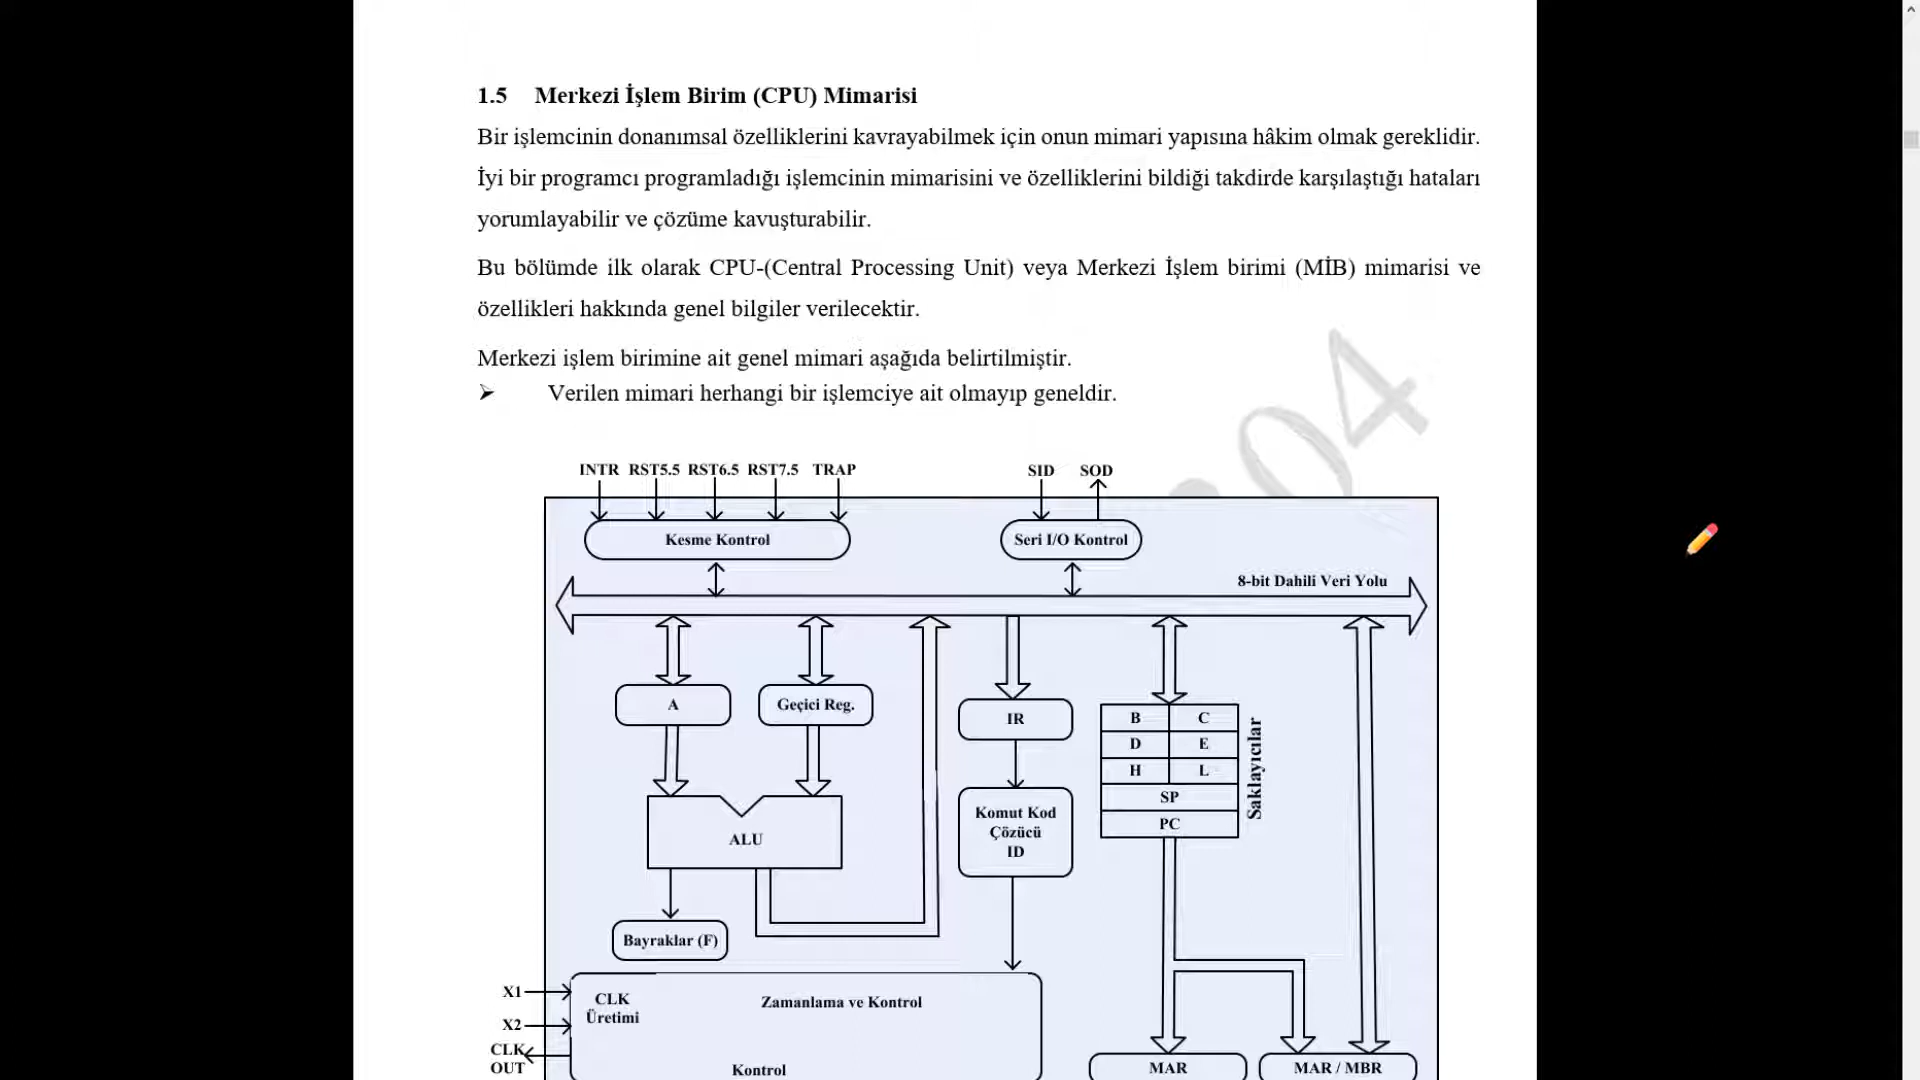 1.5 Merkezi İşlem Birim (CPU) Mimarisi
Bir işlemcinin donanımsal özelliklerini kavrayabilmek için onun mimari yapısına hâkim olmak gereklidir.
İyi bir programcı programladığı işlemcinin mimarisini ve özelliklerini bildiği takdirde karşılaştığı hataları
yorumlayabilir ve çözüme kavuşturabilir.
Bu bölümde ilk olarak CPU-(Central Processing Unit) veya Merkezi İşlem birimi (MİB) mimarisi ve
özellikleri hakkında genel bilgiler verilecektir.
Merkezi işlem birimine ait genel mimari aşağıda belirtilmiştir.
➢ Verilen mimari herhangi bir işlemciye ait olmayıp geneldir.
INTR RST5.5 RST6.5 RST7.5 TRAP SID SOD
Kesme Kontrol Seri I/O Kontrol
8-bit Dahili Veri Yolu
A Geçici Reg. IR B C
D E
H L
SP
PC
Saklayıcılar
ALU
Komut Kod
Çözücü
ID
Bayraklar (F)
X1
X2
CLK
OUT
CLK
Üretimi
Zamanlama ve Kontrol
Kontrol
MAR MAR / MBR